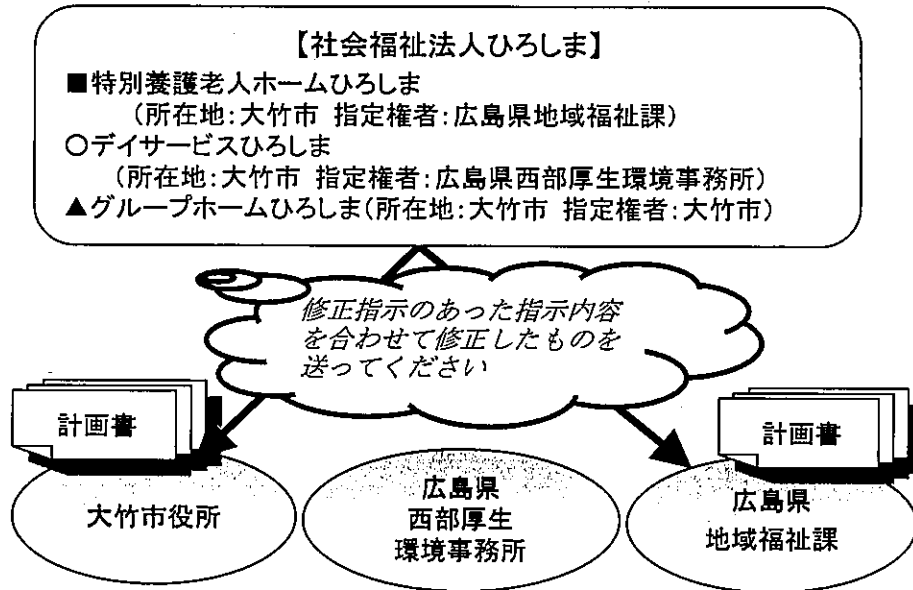 【社会福祉法人ひろしま】
■特別養護老人ホームひろしま
(所在地:大竹市 指定権者:広島県地域福祉課)
○デイサービスひろしま
(所在地:大竹市 指定権者:広島県西部厚生環境事務所)
▲グループホームひろしま(所在地:大竹市 指定権者:大竹市)
修正指示のあった指示内容
を合わせて修正したものを
送ってください
計画書
計画書
大竹市役所
広島県
西部厚生
環境事務所
広島県
地域福祉課